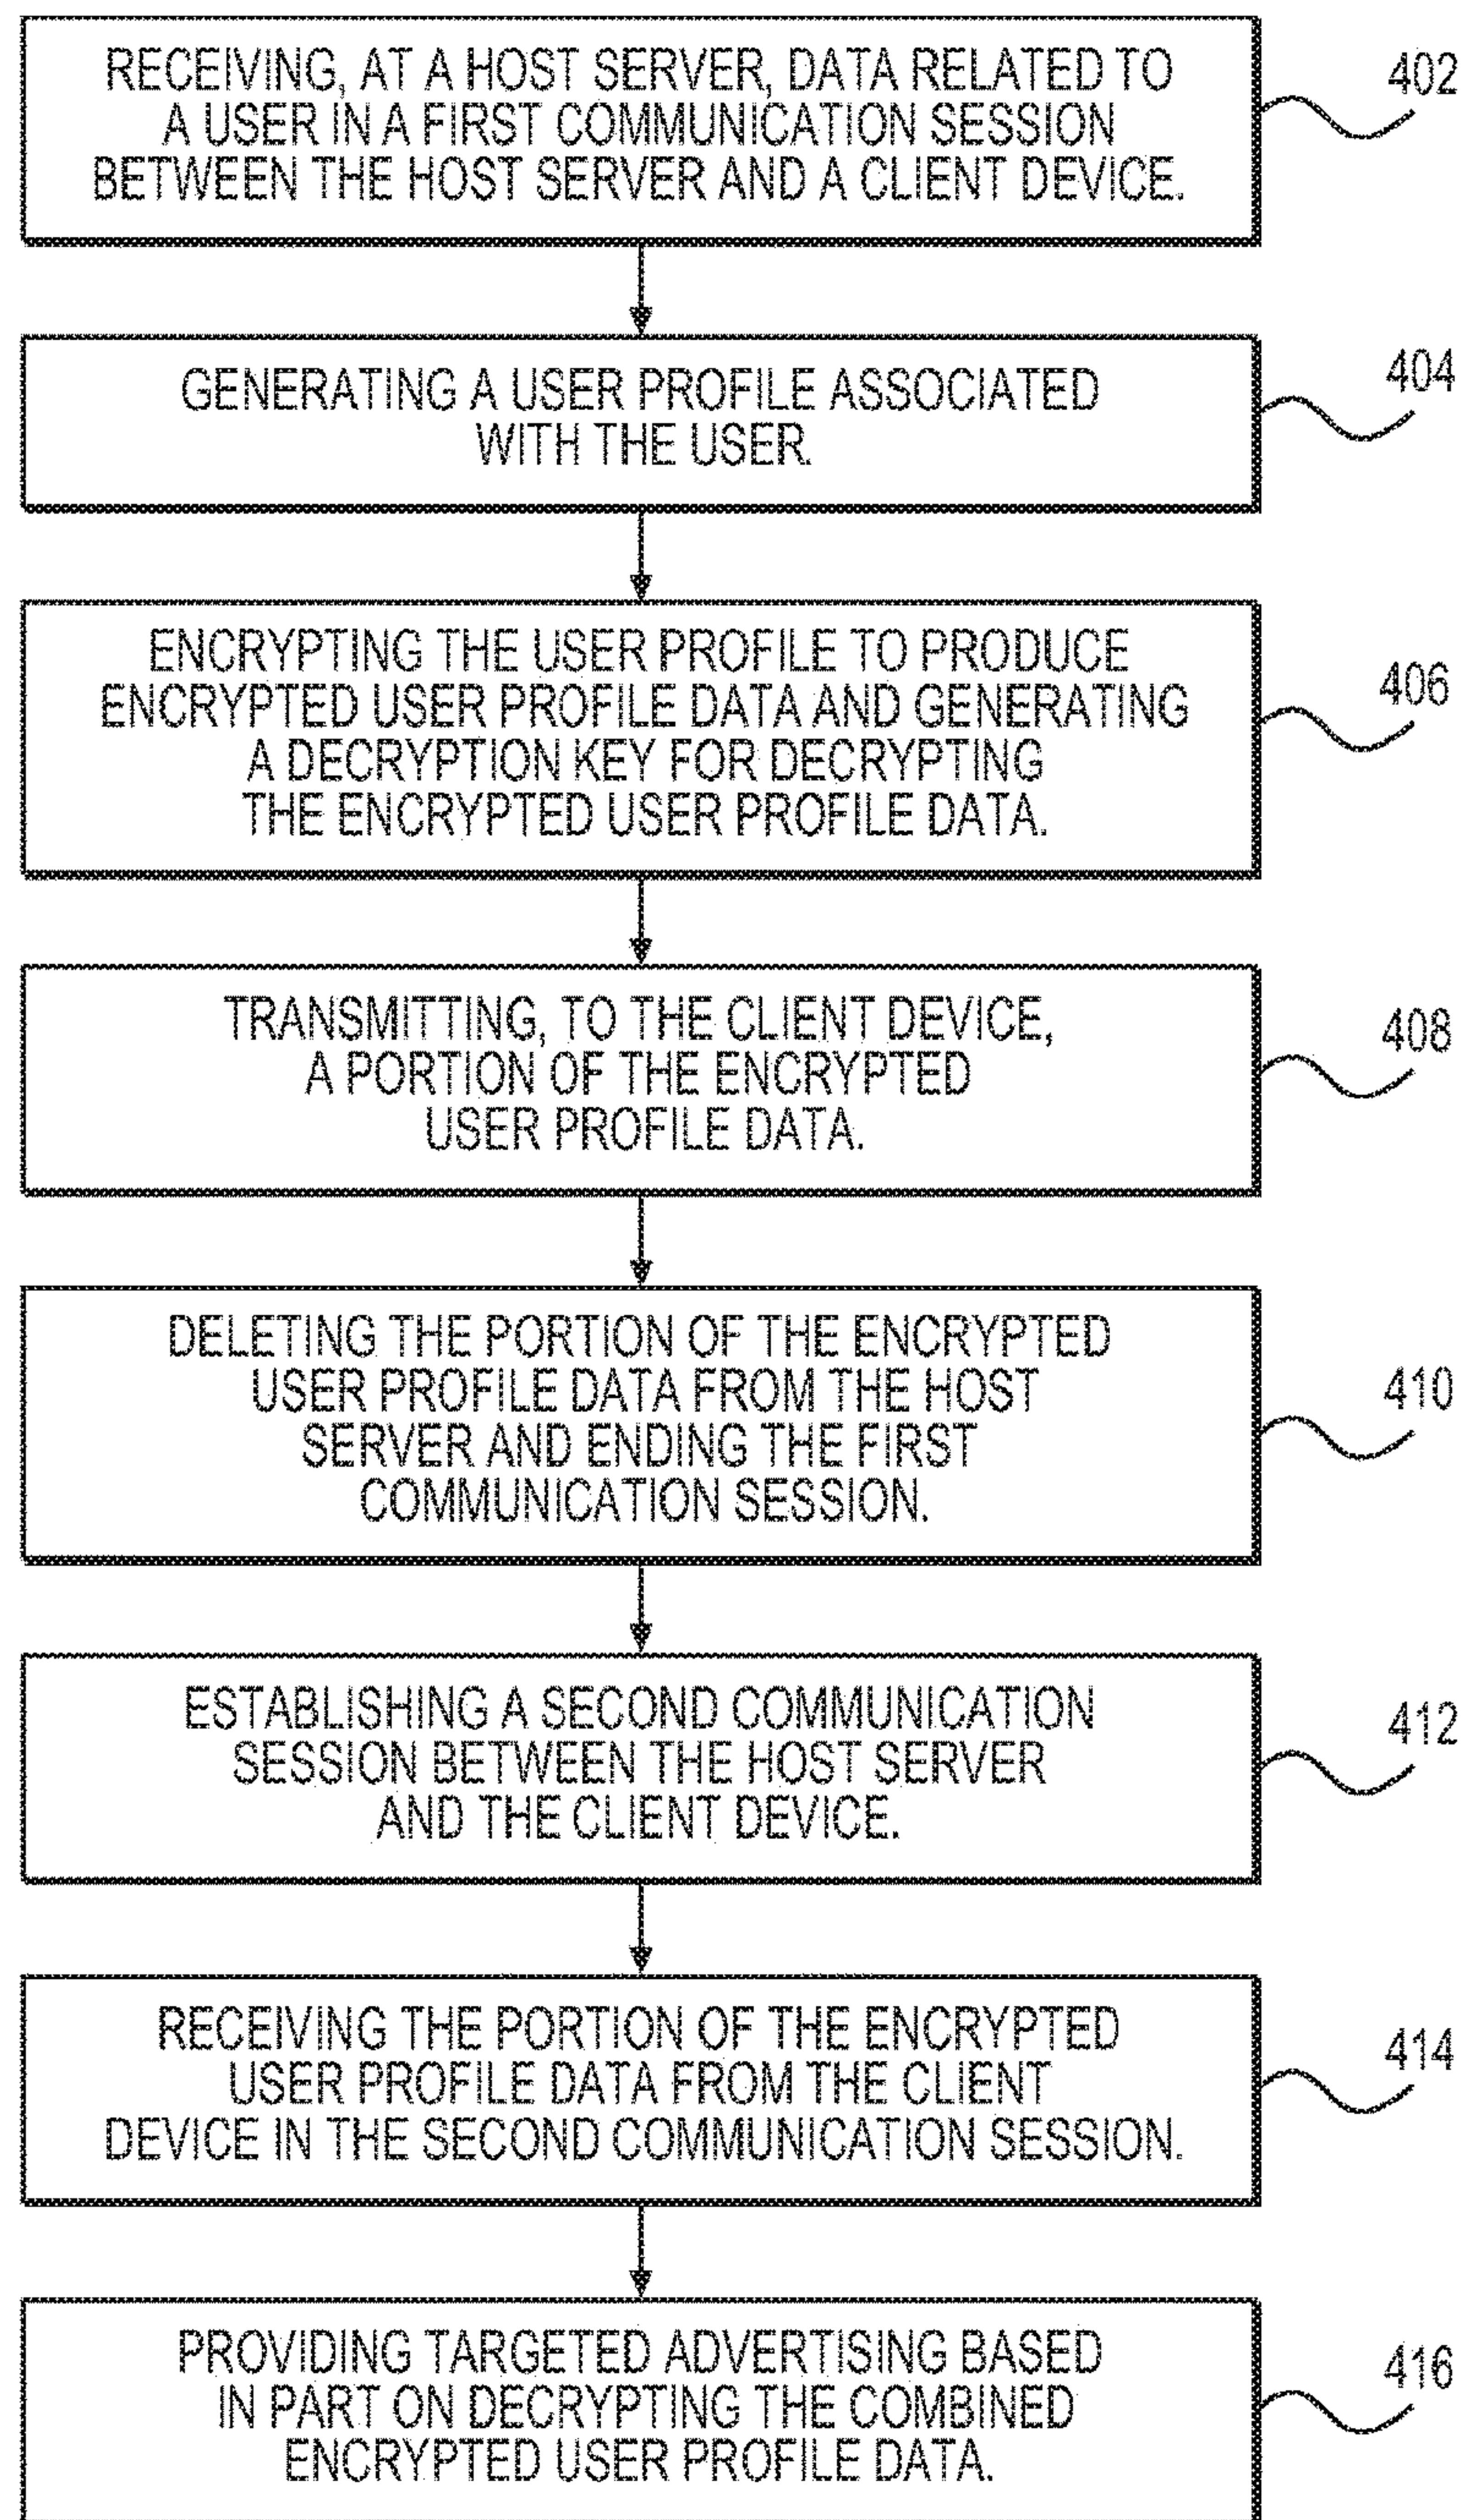 RECEIVING, AT A HOST SERVER, DATA RELATED TO
A USER IN A FIRST COMMUNICATION SESSION
BETWEEN THE HOST SERVER AND A CLIENT DEVICE.
402
GENERATING A USER PROFILE ASSOCIATED
WITH THE USER.
404
ENCRYPTING THE USER PROFILE TO PRODUCE
ENCRYPTED USER PROFILE DATA AND GENERATING
A DECRYPTION KEY FOR DECRYPTING
THE ENCRYPTED USER PROFILE DATA.
406
TRANSMITTING, TO THE CLIENT DEVICE,
A PORTION OF THE ENCRYPTED
USER PROFILE DATA.
408
DELETING THE PORTION OF THE ENCRYPTED
USER PROFILE DATA FROM THE HOST
SERVER AND ENDING THE FIRST
COMMUNICATION SESSION.
410
ESTABLISHING A SECOND COMMUNICATION
SESSION BETWEEN THE HOST SERVER
AND THE CLIENT DEVICE.
412
RECEIVING THE PORTION OF THE ENCRYPTED
USER PROFILE DATA FROM THE CLIENT
DEVICE IN THE SECOND COMMUNICATION SESSION.
414
PROVIDING TARGETED ADVERTISING BASED
IN PART ON DECRYPTING THE COMBINED
ENCRYPTED USER PROFILE DATA.
416